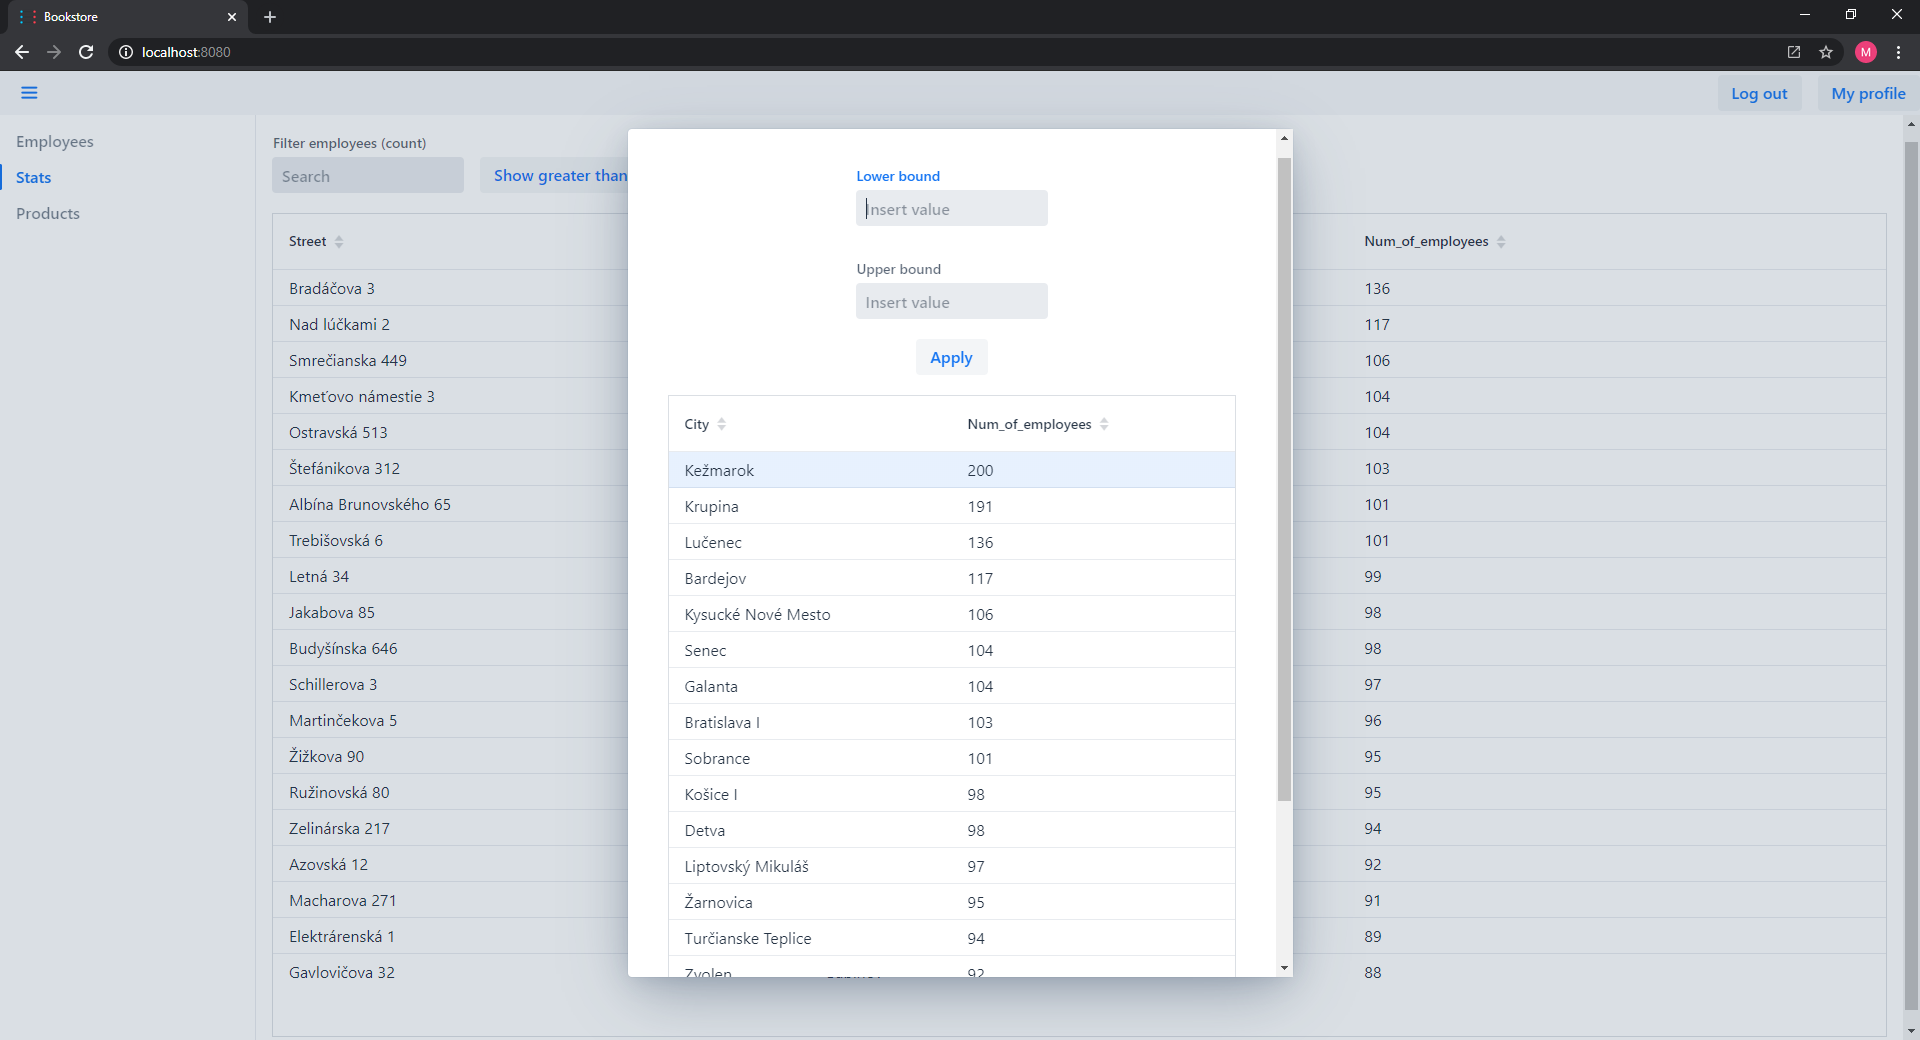 Bookstore
localhost:8080
Log out
My profile
Employees
Stats
Products
Filter employees (count)
Search
Show greater than
Street
Num_of_employees
Bradáčova 3
136
Nad lúčkami 2
117
Smrečianska 449
106
Kmeťovo námestie 3
104
Ostravská 513
104
Štefánikova 312
103
Albína Brunovského 65
101
Trebišovská 6
101
Letná 34
99
Jakabova 85
98
Budyšínska 646
98
Schillerova 3
97
Martinčekova 5
96
Žižkova 90
95
Ružinovská 80
95
Zelinárska 217
94
Azovská 12
92
Macharova 271
91
Elektrárenská 1
89
Gavlovičova 32
88
Lower bound
Insert value
Upper bound
Insert value
Apply
City
Num_of_employees
Kežmarok
200
Krupina
191
Lučenec
136
Bardejov
117
Kysucké Nové Mesto
106
Senec
104
Galanta
104
Bratislava I
103
Sobrance
101
Košice I
98
Detva
98
Liptovský Mikuláš
97
Žarnovica
95
Turčianske Teplice
94
Zvolen
92
M